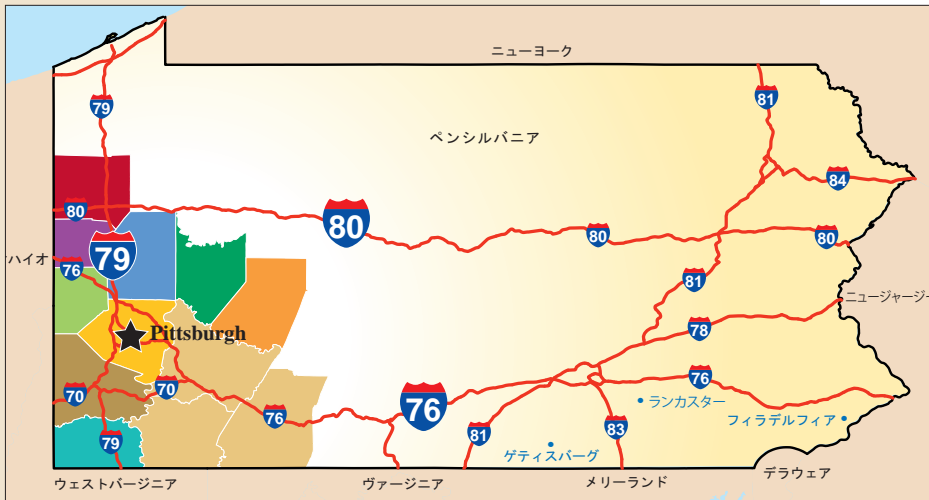 ニューヨーク
79
81
ペンシルバニア
84
80
80
80
80
79
ハイオ
76
81
ニュージャージー
Pittsburgh
78
70
70
76
76
76
ランカスター
フィラデルフィア
79
81
83
ゲティスバーグ
ウェストバージニア
ヴァージニア
メリーランド
デラウェア